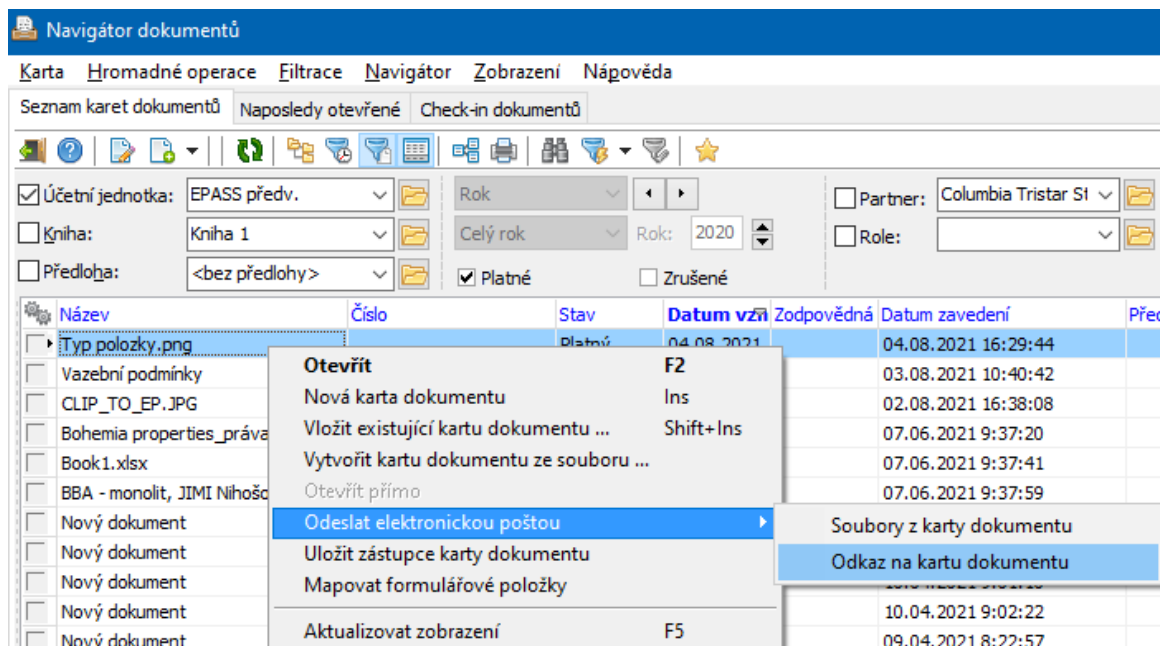 Navigátor dokumentů
Karta Hromadné operace Filtrace Navigátor Zobrazení Nápověda
Seznam karet dokumentů Naposledy otevřené Check-in dokumentů
Účetní jednotka: EPASS předv. Rok Partner: Columbia Tristar St
Kniha: Kniha 1 Celý rok Rok: 2020 Role:
Předloha: <bez předlohy> Platné Zrušené
Název Číslo Stav Datum vzn Zodpovědná Datum zavedení Před
Typ polozky.png Platný 04.08.2021 04.08.2021 16:29:44
Otevřít F2
Vazební podmínky 03.08.2021 10:40:42
Nová karta dokumentu Ins
CLIP_TO_EP.JPG 02.08.2021 16:38:08
Vložit existující kartu dokumentu ... Shift+Ins
Bohemia properties_práva 07.06.2021 9:37:20
Vytvořit kartu dokumentu ze souboru ...
Book1.xlsx 07.06.2021 9:37:41
Otevřít přímo
BBA - monolit, JIMI Nihošo 07.06.2021 9:37:59
Odeslat elektronickou poštou Soubory z karty dokumentu
Nový dokument
Uložit zástupce karty dokumentu Odkaz na kartu dokumentu
Nový dokument
Mapovat formulářové položky
Nový dokument
Nový dokument 10.04.2021 9:02:22
Aktualizovat zobrazení F5
Nový dokument 09.04.2021 8:22:57